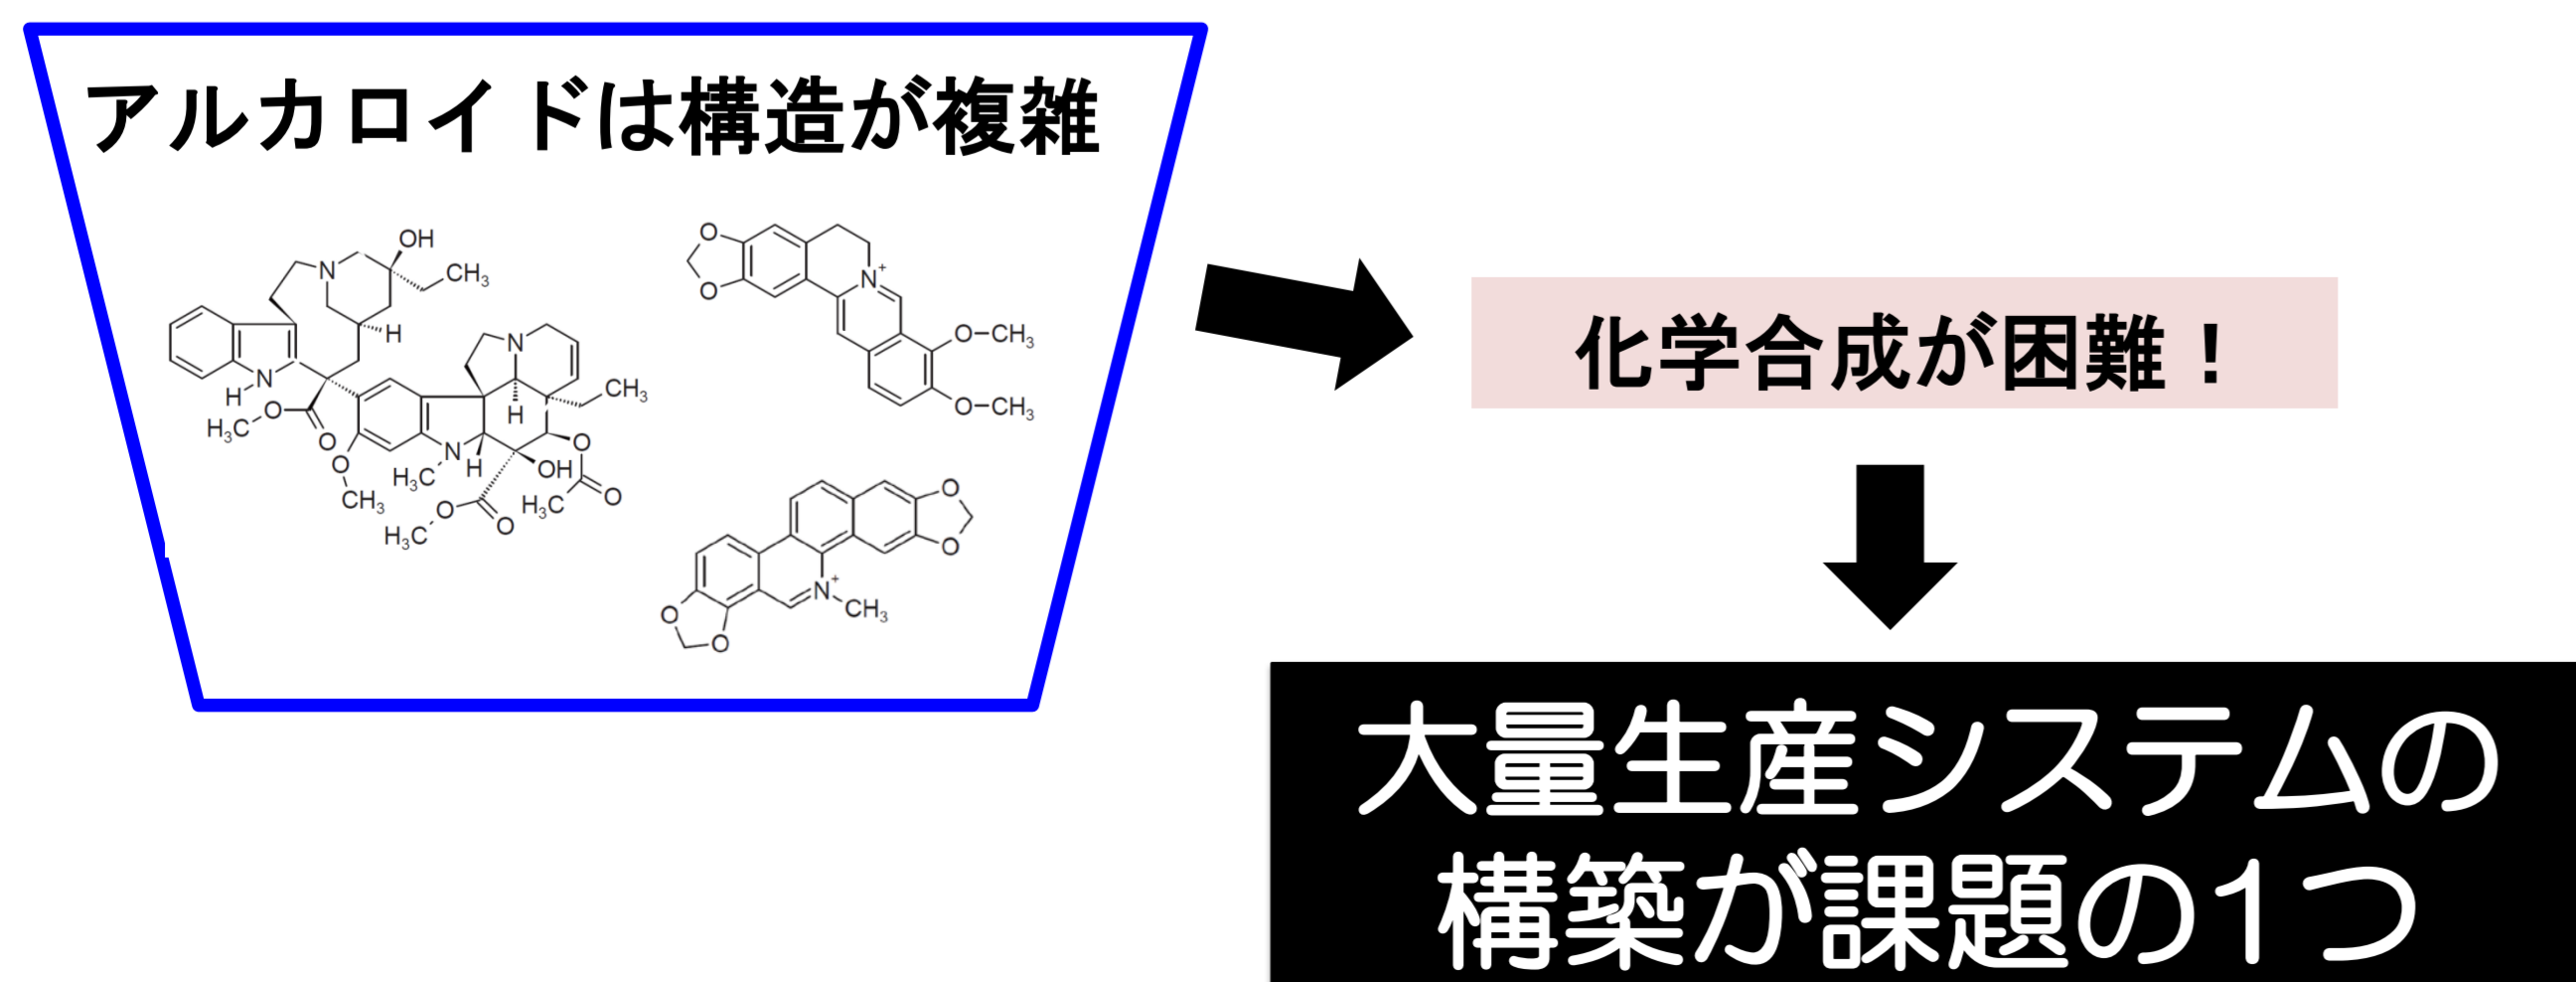 アルカロイドは構造が複雑
OH
N
CH3
H
N
H
O
H3C
O
O
CH3
N
H
CH3
N
H3C
H
OH
O
O
H3C
O
O
H3C
O
O
N+
O-CH3
O-CH3
O
O
N+
CH3
O
O
化学合成が困難！
大量生産システムの
構築が課題の1つ